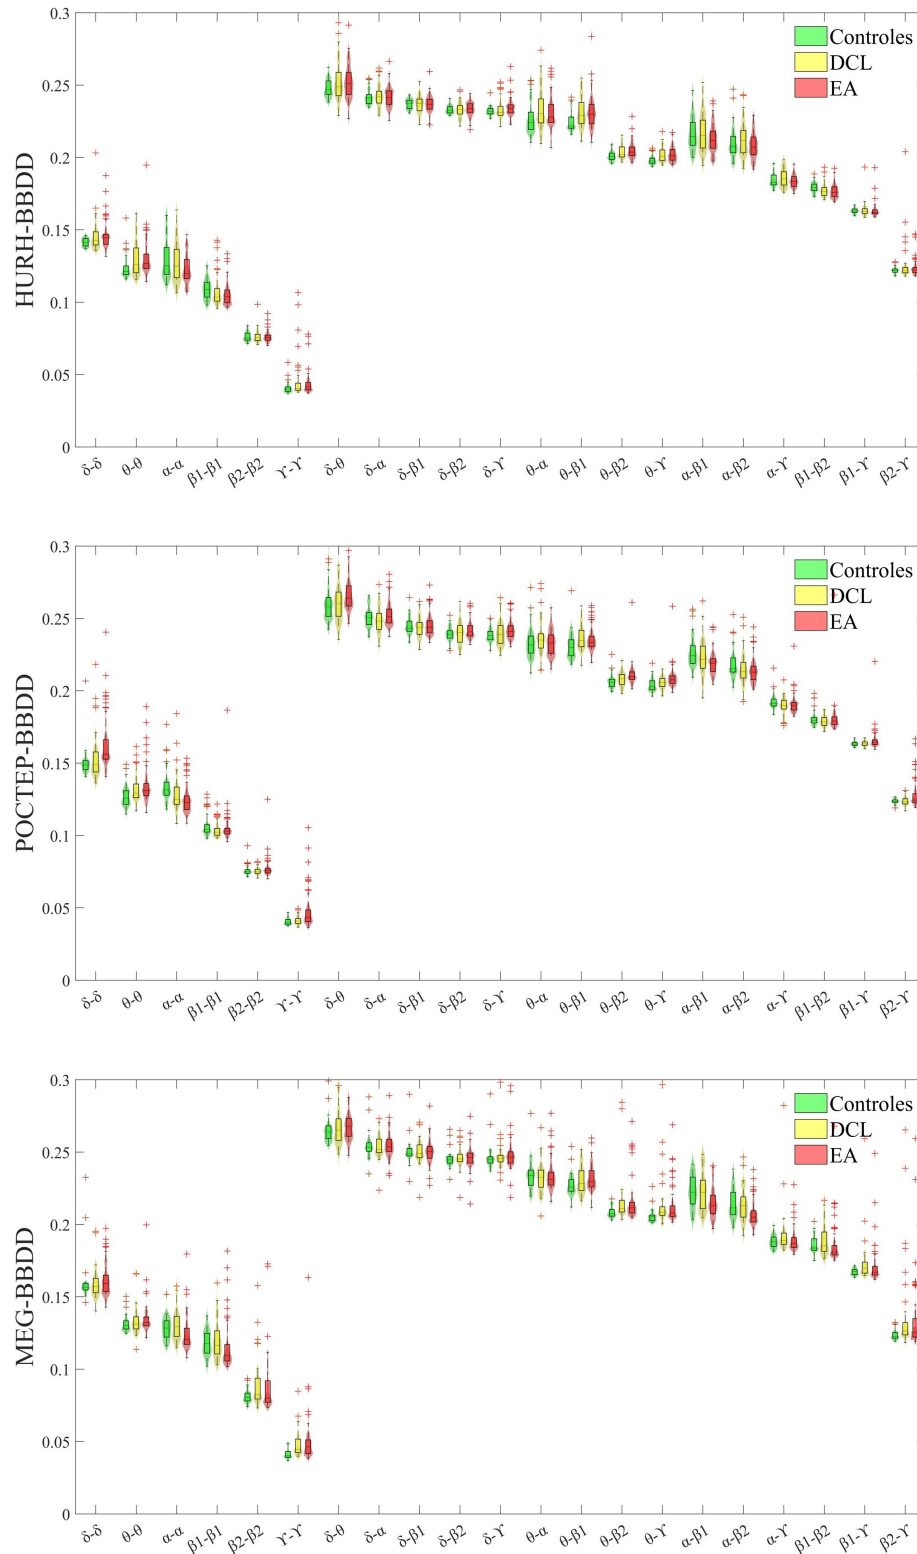 0.3
0.25
0.2
0.15
0.1
0.05
0
HURH-BBDD
Controles
DCL
EA
δ-δ θ-θ α-α β1-β1 β2-β2 ϒ-ϒ δ-θ δ-α δ-β1 δ-β2 δ-ϒ θ-α θ-β1 θ-β2 θ-ϒ α-β1 α-β2 α-ϒ β1-β2 β1-ϒ β2-ϒ
0.3
0.25
0.2
0.15
0.1
0.05
0
POCTEP-BBDD
Controles
DCL
EA
δ-δ θ-θ α-α β1-β1 β2-β2 ϒ-ϒ δ-θ δ-α δ-β1 δ-β2 δ-ϒ θ-α θ-β1 θ-β2 θ-ϒ α-β1 α-β2 α-ϒ β1-β2 β1-ϒ β2-ϒ
0.3
0.25
0.2
0.15
0.1
0.05
0
MEG-BBDD
Controles
DCL
EA
δ-δ θ-θ α-α β1-β1 β2-β2 ϒ-ϒ δ-θ δ-α δ-β1 δ-β2 δ-ϒ θ-α θ-β1 θ-β2 θ-ϒ α-β1 α-β2 α-ϒ β1-β2 β1-ϒ β2-ϒ